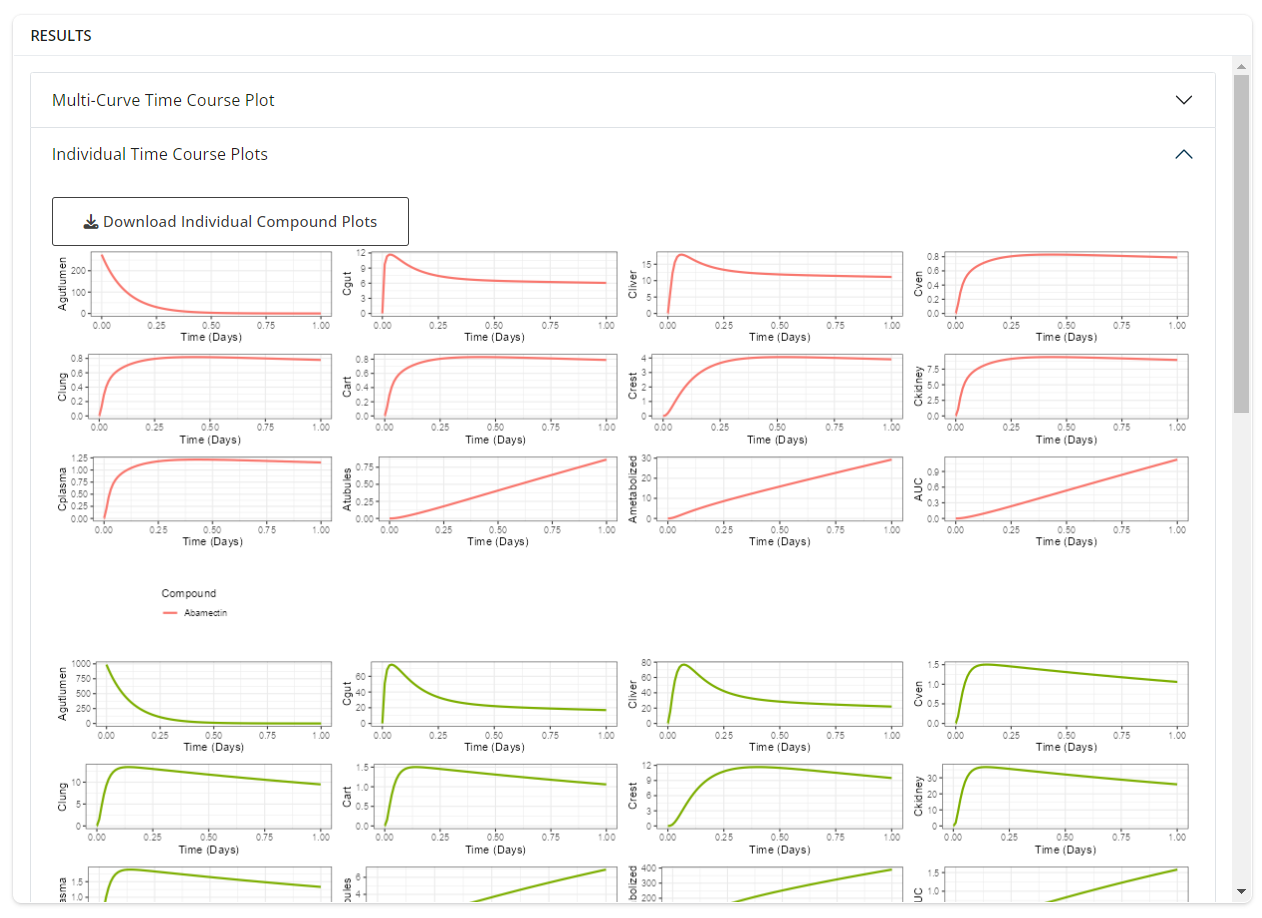 RESULTS
Multi-Curve Time Course Plot
Individual Time Course Plots
Download Individual Compound Plots
Agutlumen 200 100 0 0.00 0.25 0.50 0.75 1.00 Time (Days)
Cgut 12 9 6 3 0 0.00 0.25 0.50 0.75 1.00 Time (Days)
Cliver 15 10 5 0 0.00 0.25 0.50 0.75 1.00 Time (Days)
Cven 0.8 0.6 0.4 0.2 0.0 0.00 0.25 0.50 0.75 1.00 Time (Days)
Clung 0.8 0.6 0.4 0.2 0.0 0.00 0.25 0.50 0.75 1.00 Time (Days)
Cart 0.8 0.6 0.4 0.2 0.0 0.00 0.25 0.50 0.75 1.00 Time (Days)
Crest 4 3 2 1 0 0.00 0.25 0.50 0.75 1.00 Time (Days)
Ckidney 7.5 5.0 2.5 0.0 0.00 0.25 0.50 0.75 1.00 Time (Days)
Cplasma 1.25 1.00 0.75 0.50 0.25 0.00 0.00 0.25 0.50 0.75 1.00 Time (Days)
Atubules 0.75 0.50 0.25 0.00 0.00 0.25 0.50 0.75 1.00 Time (Days)
Ametabolized 30 20 10 0 0.00 0.25 0.50 0.75 1.00 Time (Days)
AUC 0.9 0.6 0.3 0.0 0.00 0.25 0.50 0.75 1.00 Time (Days)
Compound
Abamectin
Agutlumen 1000 750 500 250 0 0.00 0.25 0.50 0.75 1.00 Time (Days)
Cgut 60 40 20 0 0.00 0.25 0.50 0.75 1.00 Time (Days)
Cliver 80 60 40 20 0 0.00 0.25 0.50 0.75 1.00 Time (Days)
Cven 1.5 1.0 0.5 0.0 0.00 0.25 0.50 0.75 1.00 Time (Days)
Clung 10 5 0 0.00 0.25 0.50 0.75 1.00 Time (Days)
Cart 1.5 1.0 0.5 0.0 0.00 0.25 0.50 0.75 1.00 Time (Days)
Crest 12 9 6 3 0 0.00 0.25 0.50 0.75 1.00 Time (Days)
Ckidney 30 20 10 0 0.00 0.25 0.50 0.75 1.00 Time (Days)
asma 1.5 1.0
ules 6 4
bolized 400 300 200
UC 1.5 1.0